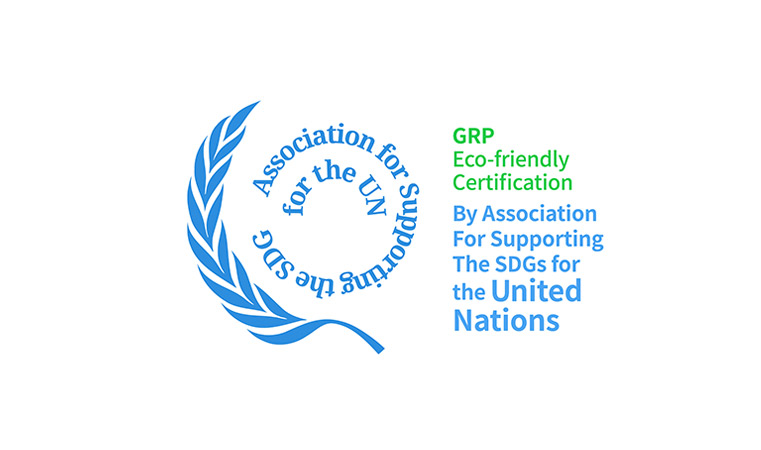 Association for Supporting the SDG
for the UN
GRP
Eco-friendly
Certification
By Association
For Supporting
The SDGs for
the United
Nations